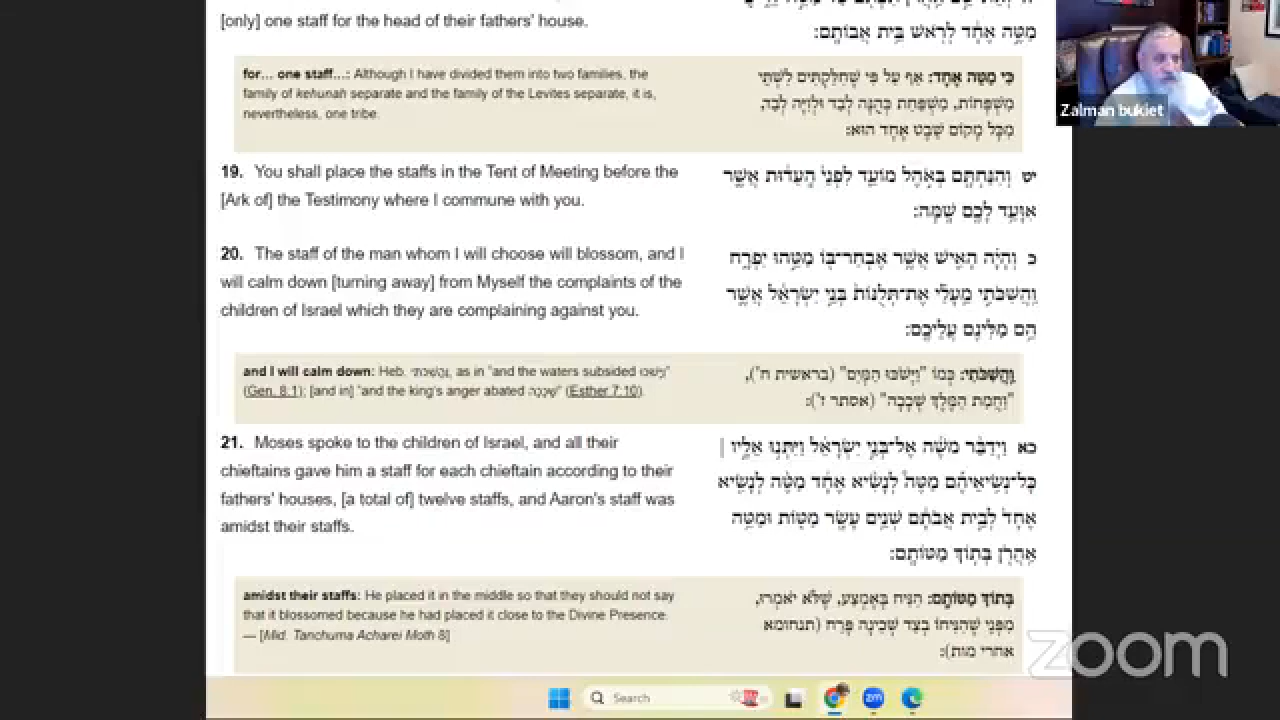 [only] one staff for the head of their fathers' house.
מַטֶּה אֶחָד לְרֹאשׁ בֵּית אֲבוֹתָם:
for... one staff...: Although I have divided them into two families, the
family of kehunah separate and the family of the Levites separate, it is,
nevertheless, one tribe.
כִּי מַטֶּה אֶחָד: אַף עַל פִּי שֶׁחִלַּקְתִּים לִשְׁתֵּי
מִשְׁפָּחוֹת, מִשְׁפַּחַת כְּהֻנָּה לְבַד וּלְוִיָּה לְבַד,
מִכָּל מָקוֹם שֵׁבֶט אֶחָד הוּא:
19. You shall place the staffs in the Tent of Meeting before the
[Ark of] the Testimony where I commune with you.
יט וְהִנַּחְתָּם בְּאֹהֶל מוֹעֵד לִפְנֵי הָעֵדוּת אֲשֶׁר
אִוָּעֵד לָכֶם שָׁמָּה:
20. The staff of the man whom I will choose will blossom, and I
will calm down [turning away] from Myself the complaints of the
children of Israel which they are complaining against you.
כ וְהָיָה הָאִישׁ אֲשֶׁר אֶבְחַר־בּוֹ מַטֵּהוּ יִפְרָח
וַהֲשִׁכֹּתִי מֵעָלַי אֶת־תְּלֻנּוֹת בְּנֵי יִשְׂרָאֵל אֲשֶׁר
הֵם מַלִּינִם עֲלֵיכֶם:
and I will calm down: Heb. וַהֲשִׁכֹּתִי, as in "and the waters subsided וַיָּשֹׁכּוּ"
(Gen. 8:1); [and in] "and the king's anger abated שָׁכָכָה" (Esther 7:10).
וַהֲשִׁכֹּתִי: כְּמוֹ "וַיָּשֹׁכּוּ הַמַּיִם" (בראשית ח'),
"וַחֲמַת הַמֶּלֶךְ שָׁכָכָה" (אסתר ז'):
21. Moses spoke to the children of Israel, and all their
chieftains gave him a staff for each chieftain according to their
fathers' houses, [a total of] twelve staffs, and Aaron's staff was
amidst their staffs.
כא וַיְדַבֵּר משֶׁה אֶל־בְּנֵי יִשְׂרָאֵל וַיִּתְּנוּ אֵלָיו |
כָּל־נְשִׂיאֵיהֶם מַטֶּה לְנָשִׂיא אֶחָד מַטֶּה לְנָשִׂיא
אֶחָד לְבֵית אֲבֹתָם שְׁנֵים עָשָׂר מַטּוֹת וּמַטֵּה
אַהֲרֹן בְּתוֹךְ מַטּוֹתָם:
amidst their staffs: He placed it in the middle so that they should not say
that it blossomed because he had placed it close to the Divine Presence.
— [Mid. Tanchuma Acharei Moth 8]
בְּתוֹךְ מַטּוֹתָם: הִנִּיחוֹ בָּאֶמְצַע, שֶׁלֹּא יֹאמְרוּ,
מִפְּנֵי שֶׁהִנִּיחוֹ בְּצַד שְׁכִינָה פָּרַח (תנחומא
אחרי מות):
Zalman bukiet
zoom
Search
zm